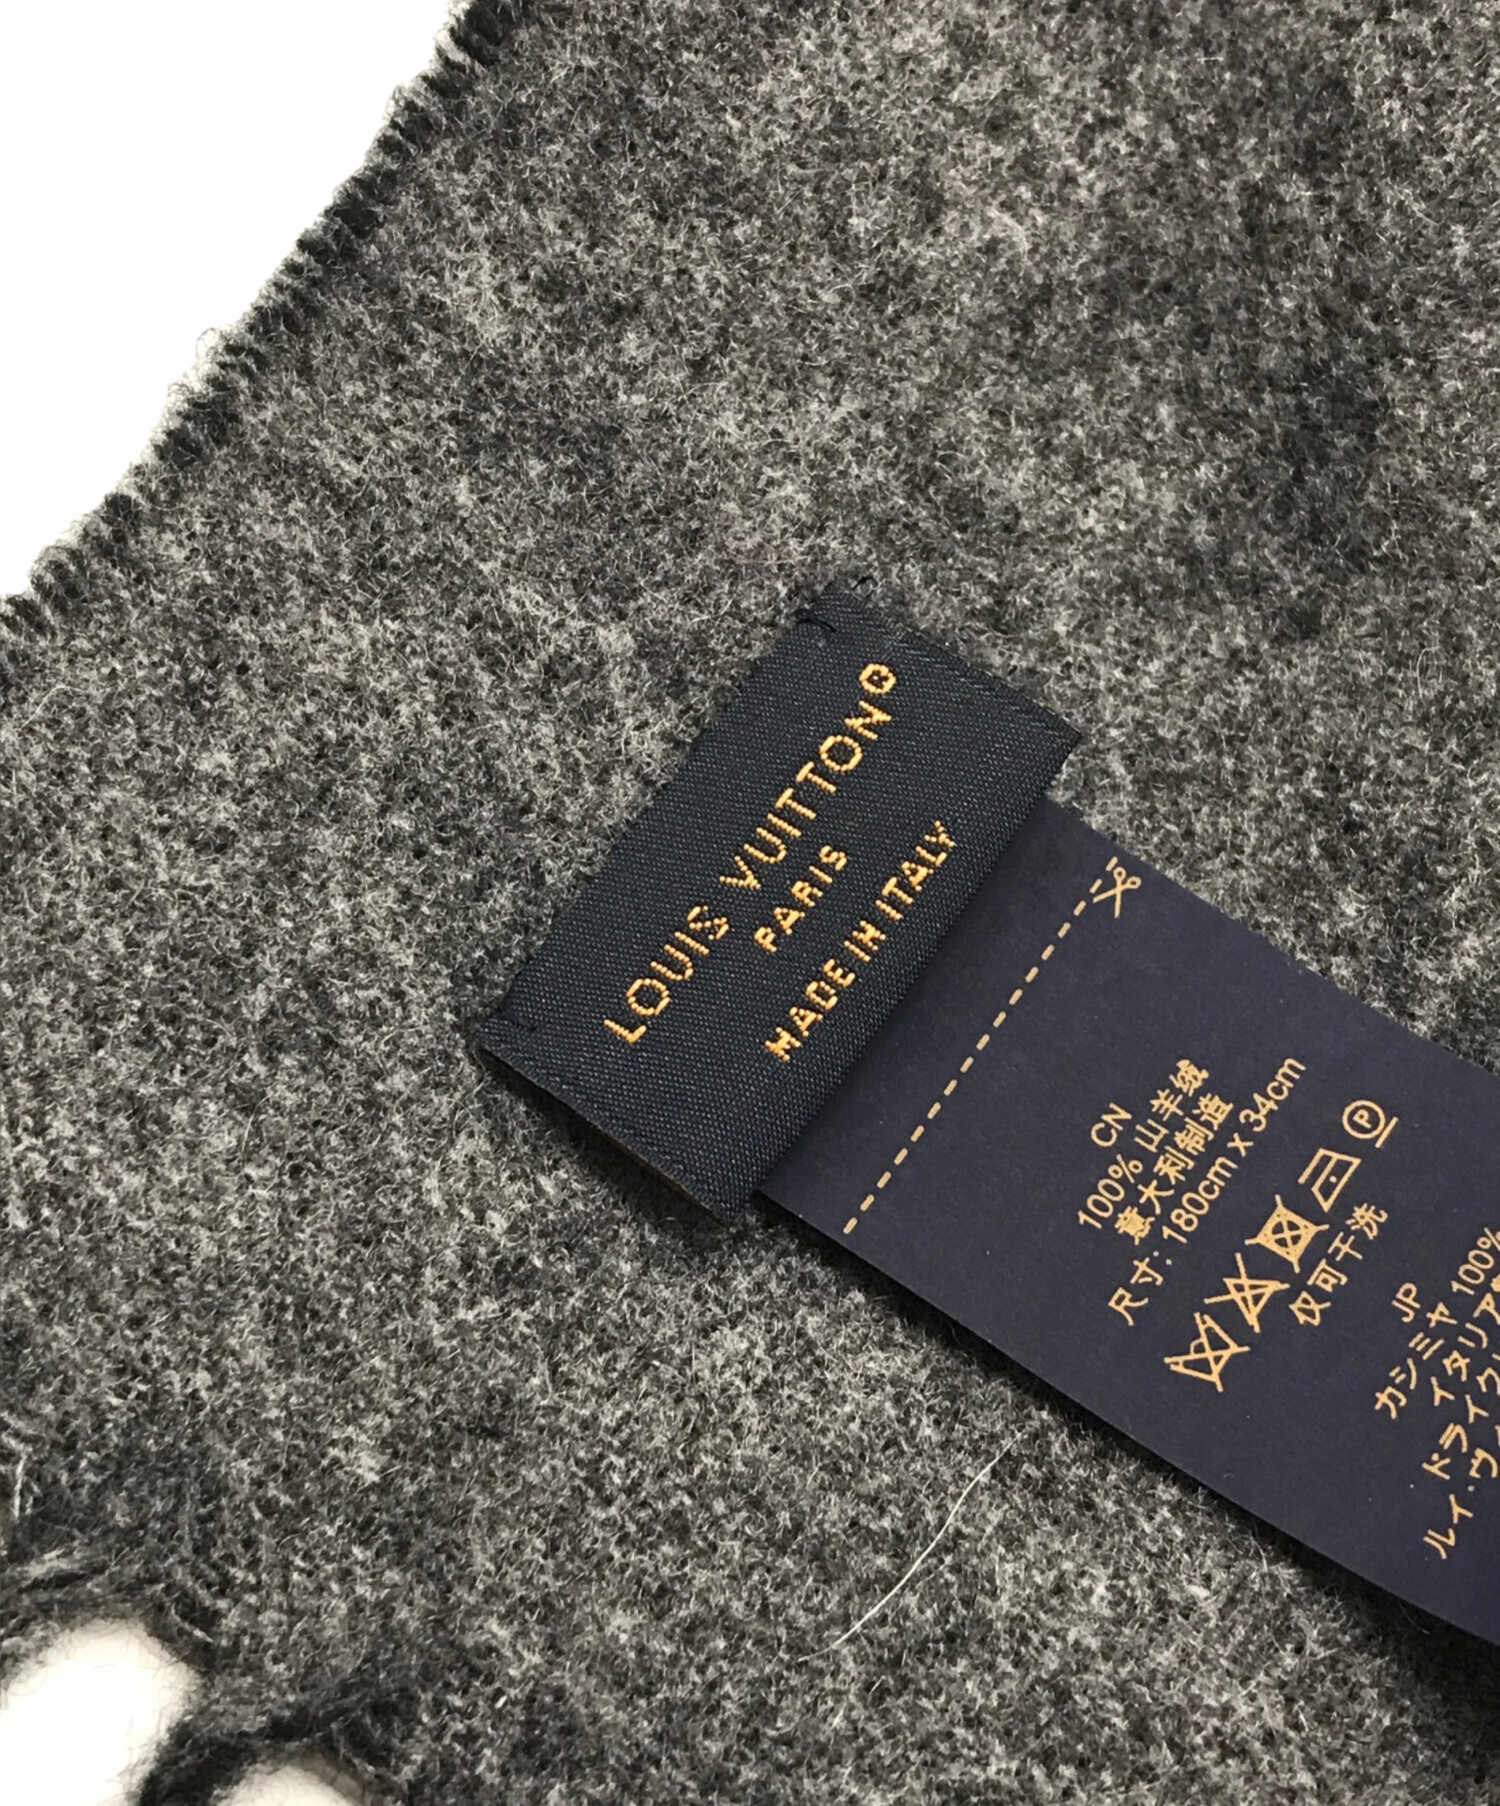 LOUIS VUITTON®
PARIS
MADE IN ITALY
CN
100% 山羊绒
意大利制造
尺寸: 180cm x 34cm
P
仅可干洗
JP
カシミヤ 100%
イタリア
ドライク
ルイ・ヴ